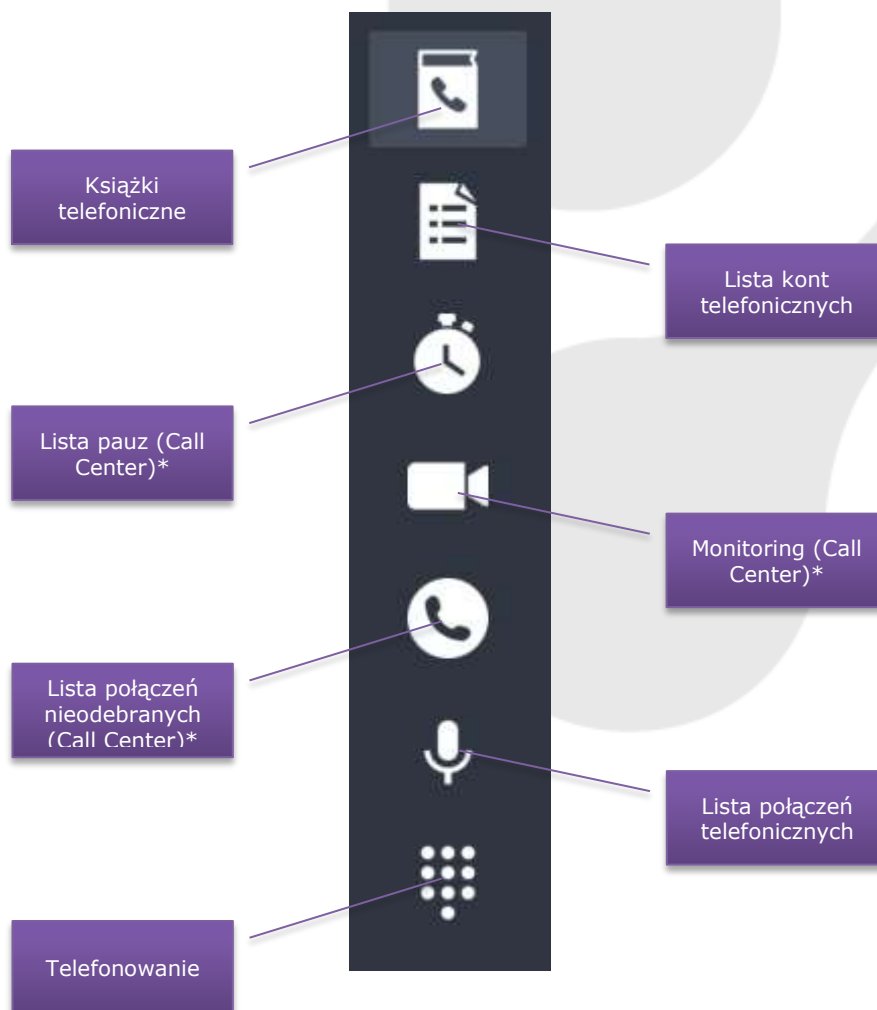 Książki
telefoniczne
Lista kont
telefonicznych
Lista pauz (Call
Center)*
Monitoring (Call
Center)*
Lista połączeń
nieodebranych
(Call Center)*
Lista połączeń
telefonicznych
Telefonowanie